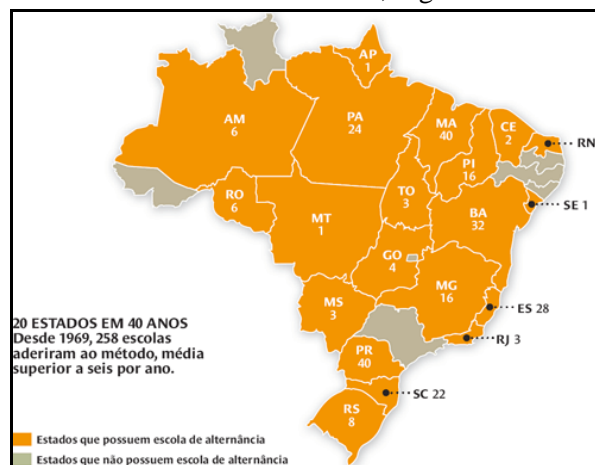 AP
1
AM
6
PA
24
MA
40
CE
2
RN
PI
16
RO
6
TO
3
SE 1
MT
1
BA
32
GO
4
MG
16
MS
3
ES 28
20 ESTADOS EM 40 ANOS
Desde 1969, 258 escolas
aderiram ao método, média
superior a seis por ano.
RJ 3
PR
40
SC 22
RS
8
Estados que possuem escola de alternância
Estados que não possuem escola de alternância